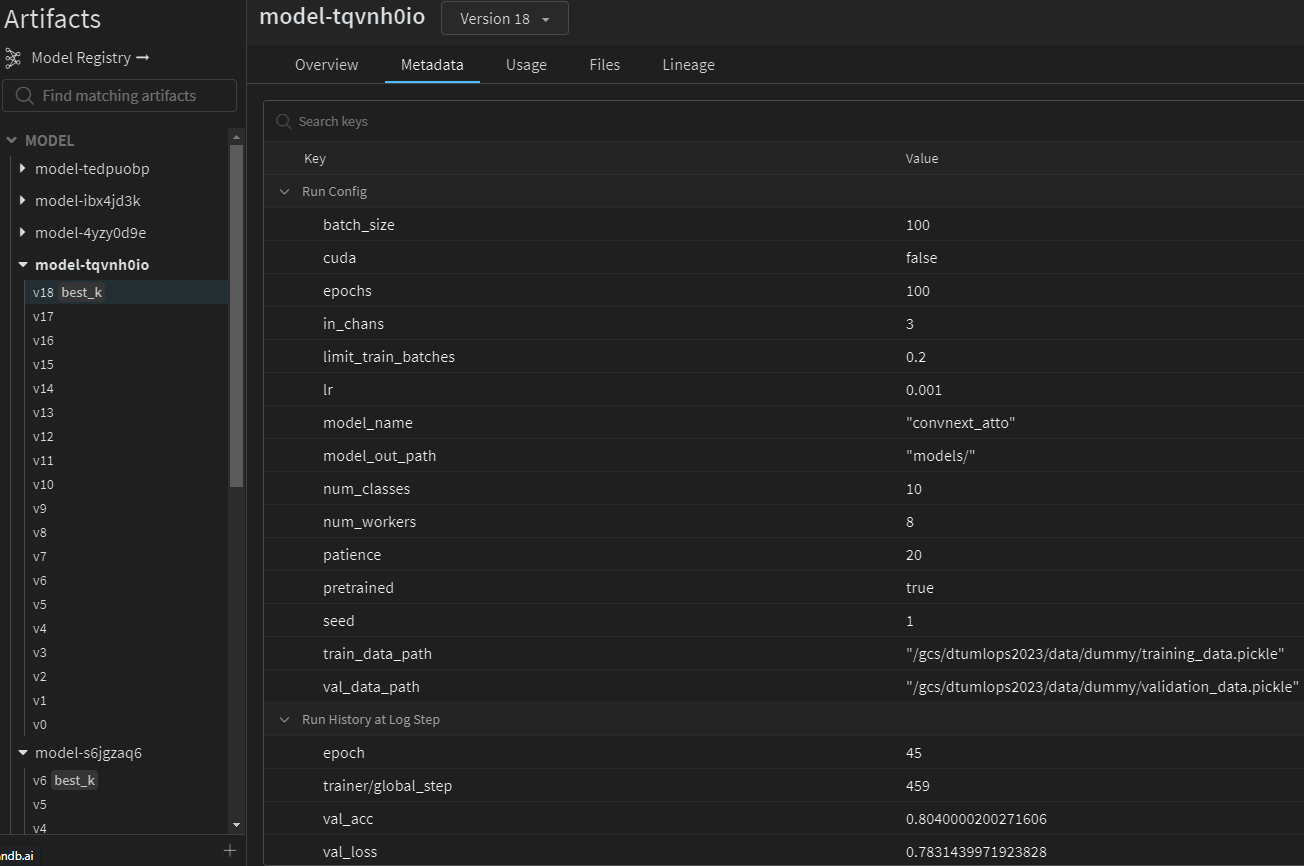 Artifacts
Model Registry →
Find matching artifacts
MODEL
model-tedpuobp
model-ibx4jd3k
model-4yzy0d9e
model-tqvnh0io
v18 best_k
v17
v16
v15
v14
v13
v12
v11
v10
v9
v8
v7
v6
v5
v4
v3
v2
v1
v0
model-s6jgzaq6
v6 best_k
v5
v4
ndb.ai
model-tqvnh0io Version 18
Overview Metadata Usage Files Lineage
Search keys
Key Value
Run Config
batch_size 100
cuda false
epochs 100
in_chans 3
limit_train_batches 0.2
lr 0.001
model_name "convnext_atto"
model_out_path "models/"
num_classes 10
num_workers 8
patience 20
pretrained true
seed 1
train_data_path "/gcs/dtumlops2023/data/dummy/training_data.pickle"
val_data_path "/gcs/dtumlops2023/data/dummy/validation_data.pickle"
Run History at Log Step
epoch 45
trainer/global_step 459
val_acc 0.8040000200271606
val_loss 0.7831439971923828